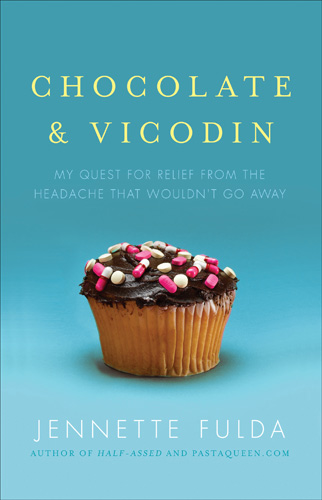 CHOCOLATE
& VICODIN
MY QUEST FOR RELIEF FROM THE
HEADACHE THAT WOULDN'T GO AWAY
JENNETTE FULDA
AUTHOR OF HALF-ASSED AND PASTAQUEEN.COM